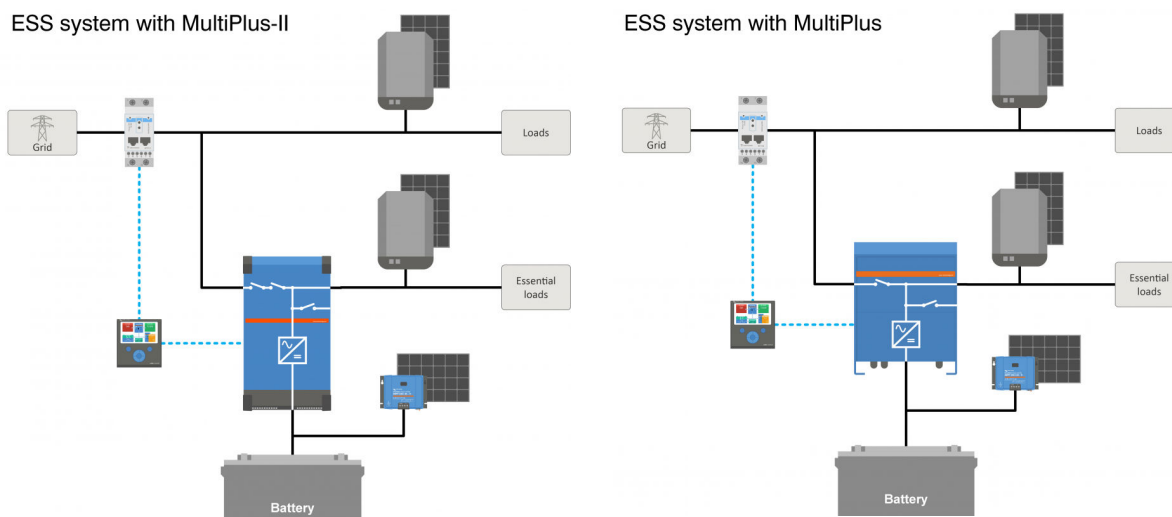 ESS system with MultiPlus-II
Grid
Loads
Essential
loads
Battery
ESS system with MultiPlus
Grid
Loads
Essential
loads
Battery